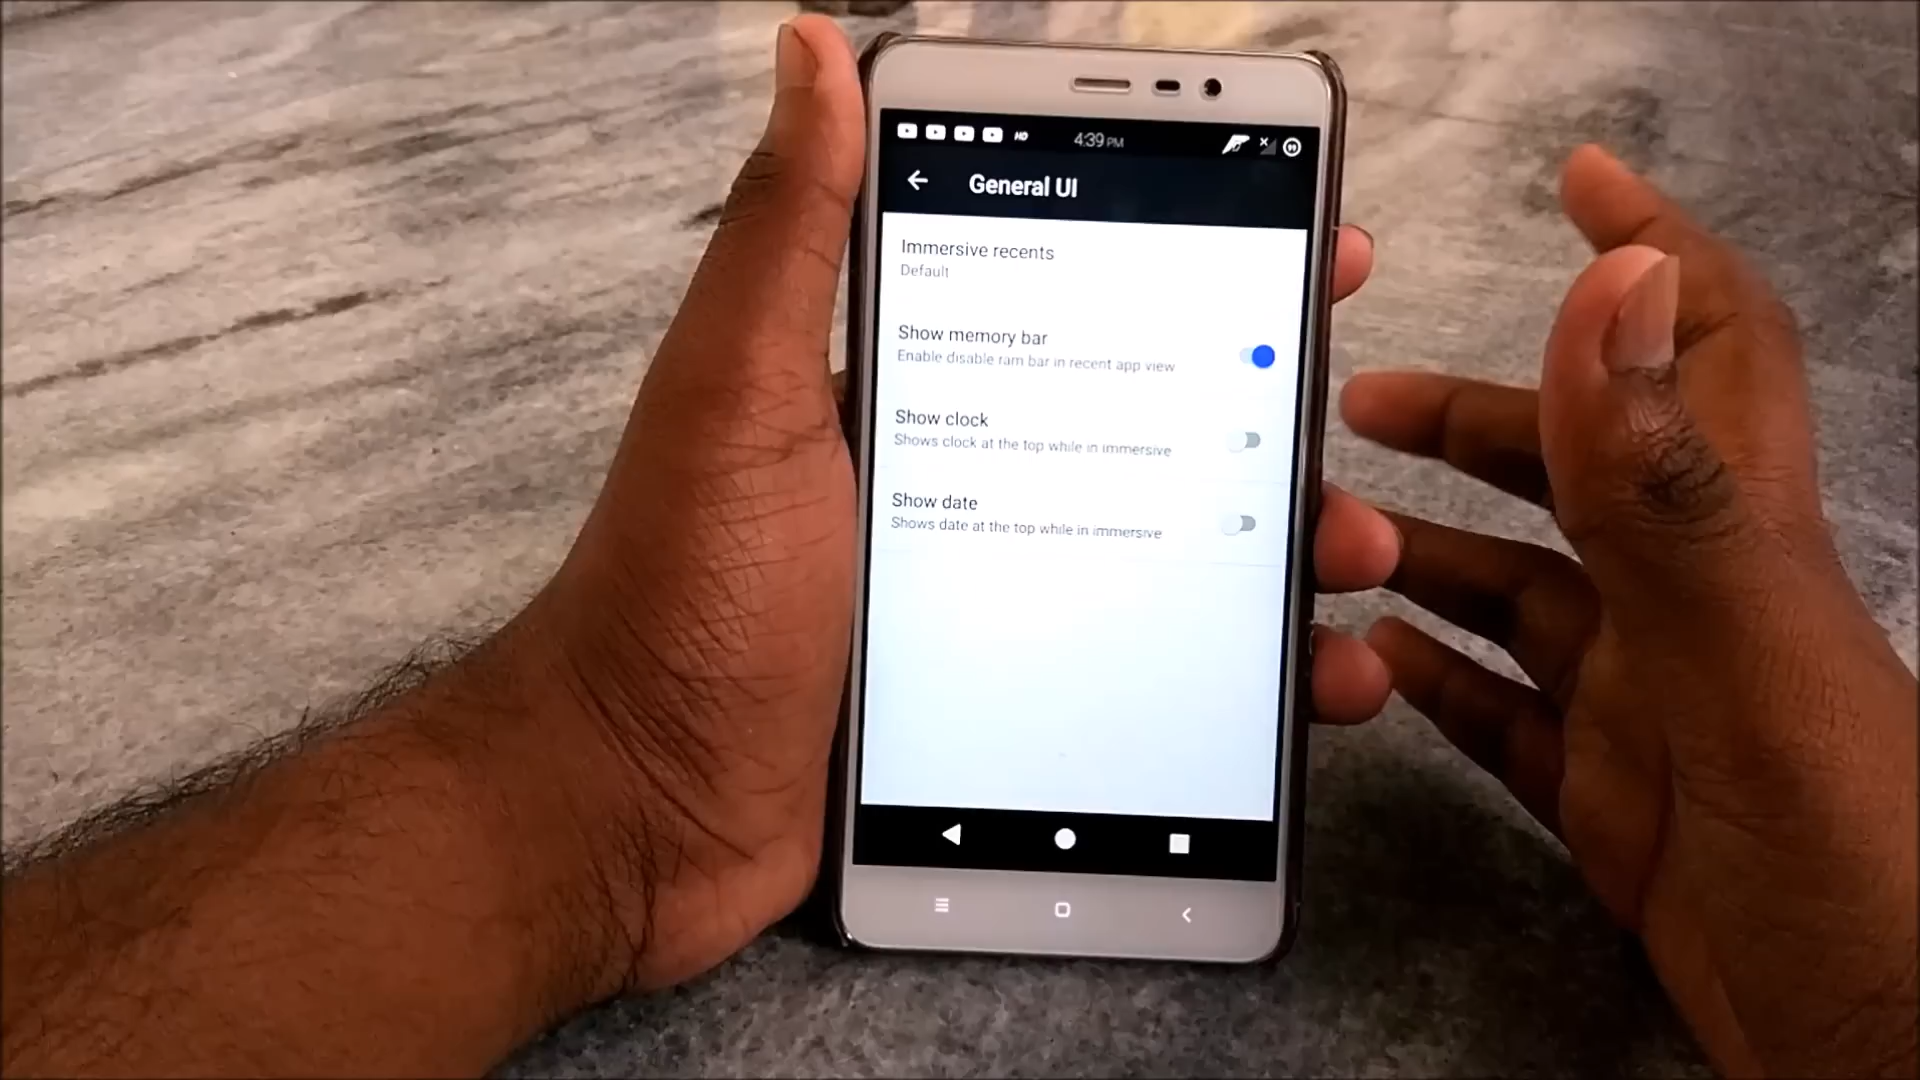 HD
4:39 PM
General UI
Immersive recents
Default
Show memory bar
Enable disable ram bar in recent app view
Show clock
Shows clock at the top while in immersive
Show date
Shows date at the top while in immersive